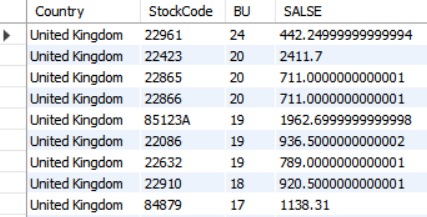 Country StockCode BU SALSE
United Kingdom 22961 24 442.24999999999994
United Kingdom 22423 20 2411.7
United Kingdom 22865 20 711.0000000000001
United Kingdom 22866 20 711.0000000000001
United Kingdom 85123A 19 1962.6999999999998
United Kingdom 22086 19 936.5000000000002
United Kingdom 22632 19 789.0000000000001
United Kingdom 22910 18 920.5000000000001
United Kingdom 84879 17 1138.31